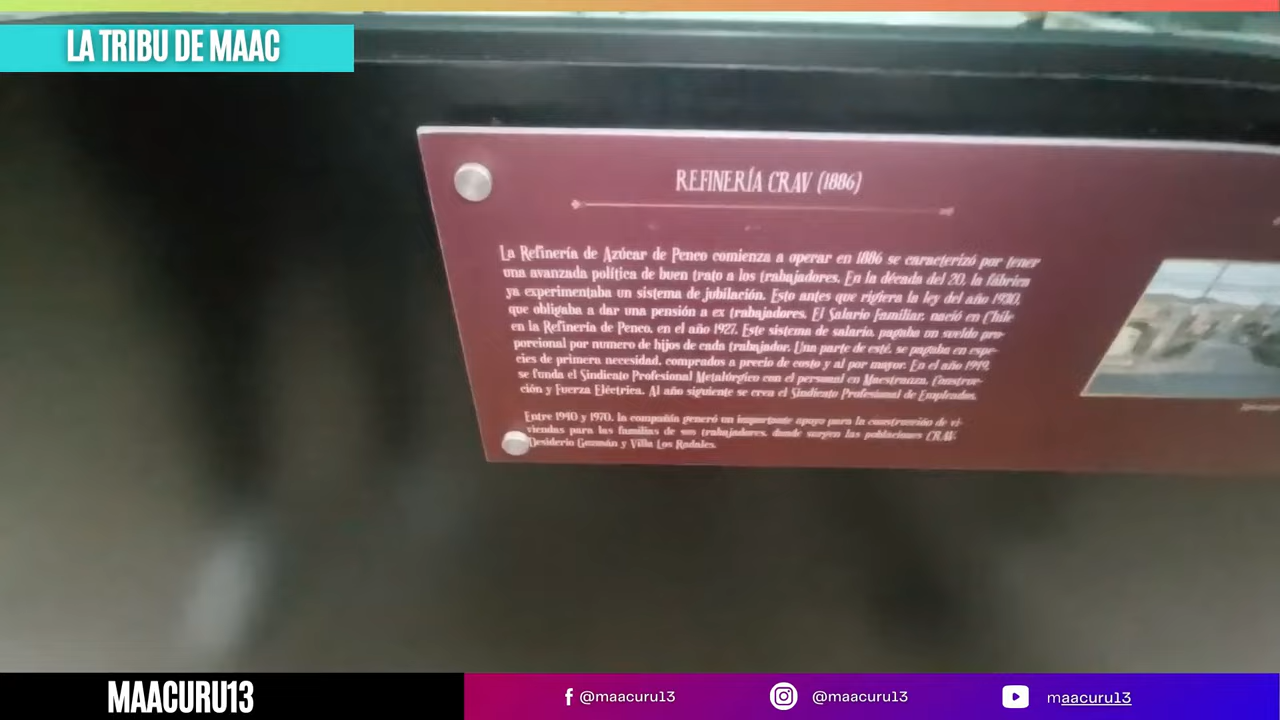 LA TRIBU DE MAAC
REFINERÍA CRAV (1886)
La Refinería de Azúcar de Penco comienza a operar en 1886 se caracterizó por tener
una avanzada política de buen trato a los trabajadores. En la década del 20, la fábrica
ya experimentaba un sistema de jubilación. Esto antes que rigiera la ley del año 1930,
que obligaba a dar una pensión a ex trabajadores. El Salario Familiar, nació en Chile
en la Refinería de Penco, en el año 1927. Este sistema de salario, pagaba un sueldo pro-
porcional por numero de hijos de cada trabajador. Una parte de esté, se pagaba en espe-
cies de primera necesidad, comprados a precio de costo y al por mayor. En el año 1949,
se funda el Sindicato Profesional Metalúrgico con el personal en Maestranza, Construc-
ción y Fuerza Eléctrica. Al año siguiente se crea el Sindicato Profesional de Empleados.
Entre 1940 y 1970, la compañía generó un importante apoyo para la construcción de vi-
viendas para las familias de sus trabajadores, donde surgen las poblaciones CRAV,
Desiderio Guzmán y Villa Los Radales.
MAACURU13
@maacuru13
@maacuru13
maacuru13